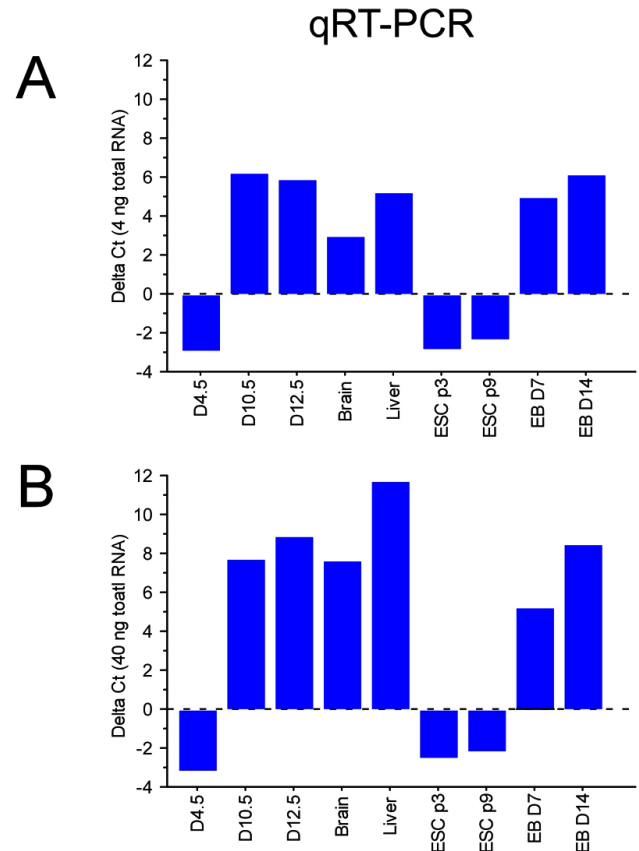 qRT-PCR
A
Delta Ct (4 ng total RNA)
12
10
8
6
4
2
0
-2
-4
D4.5
D10.5
D12.5
Brain
Liver
ESC p3
ESC p9
EB D7
EB D14
B
Delta Ct (40 ng toatl RNA)
12
10
8
6
4
2
0
-2
-4
D4.5
D10.5
D12.5
Brain
Liver
ESC p3
ESC p9
EB D7
EB D14